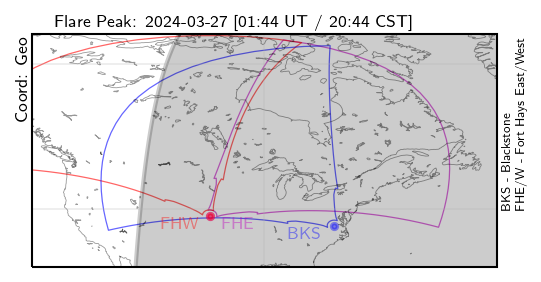 Flare Peak: 2024-03-27 [01:44 UT / 20:44 CST]
Coord: Geo
FHW
FHE
BKS
BKS - Blackstone
FHE/W - Fort Hays East/West